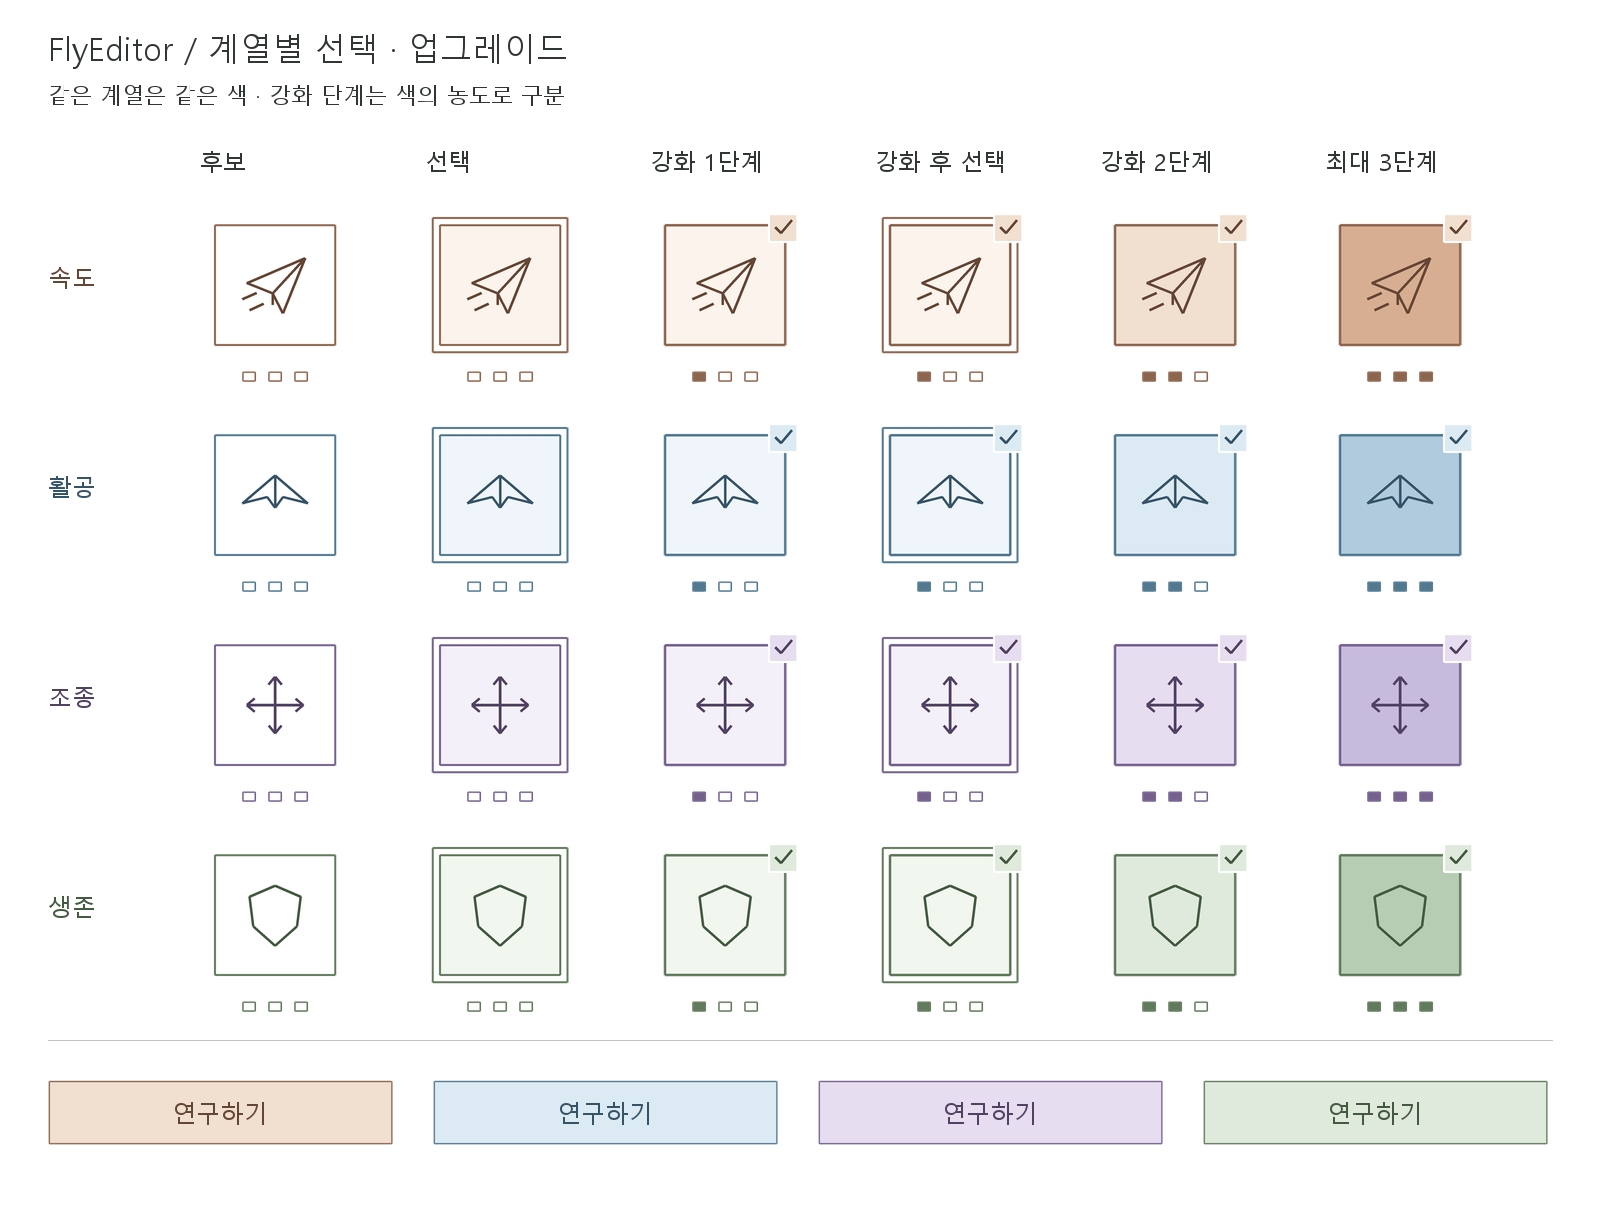 FlyEditor / 계열별 선택 · 업그레이드
같은 계열은 같은 색 · 강화 단계는 색의 농도로 구분
후보 선택 강화 1단계 강화 후 선택 강화 2단계 최대 3단계
속도
활공
조종
생존
연구하기 연구하기 연구하기 연구하기